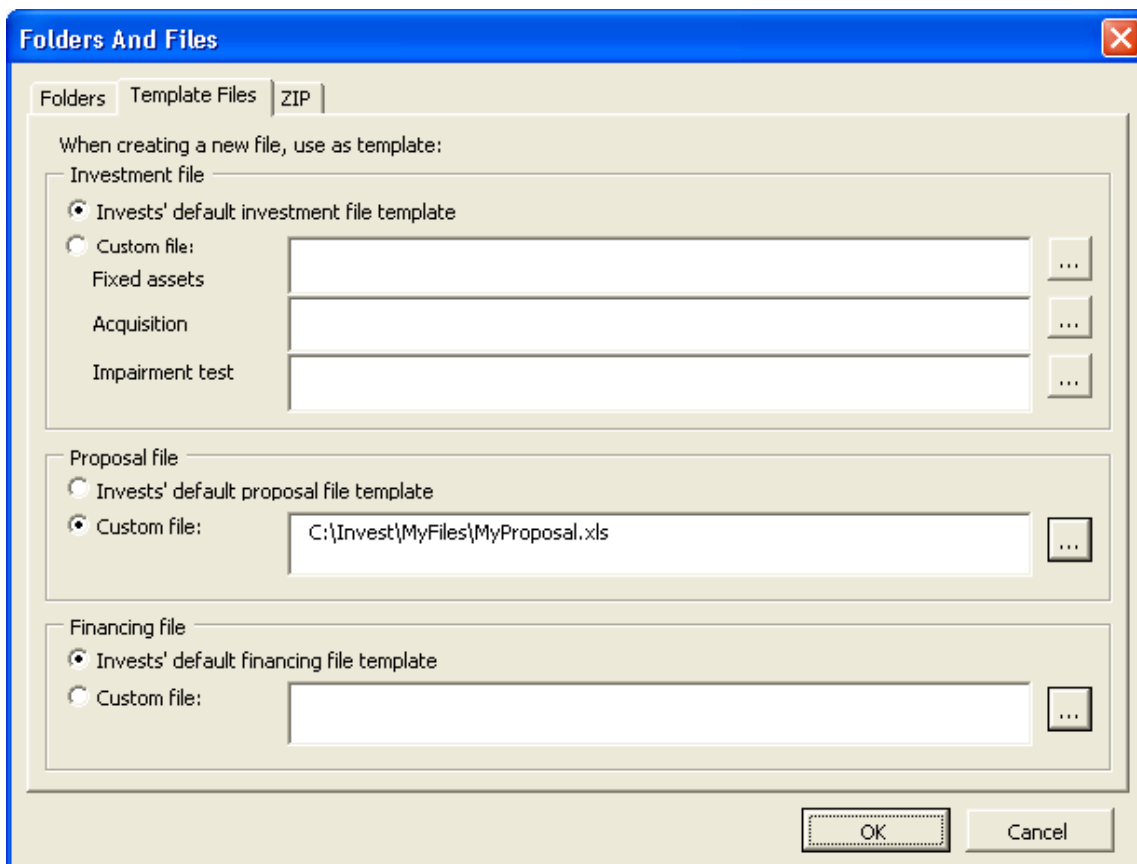 Folders And Files
Folders Template Files ZIP
When creating a new file, use as template:
Investment file
Invests' default investment file template
Custom file:
...
Fixed assets
Acquisition
...
Impairment test
...
Proposal file
Invests' default proposal file template
Custom file:
C:\Invest\MyFiles\MyProposal.xls
...
Financing file
Invests' default financing file template
Custom file:
...
OK Cancel